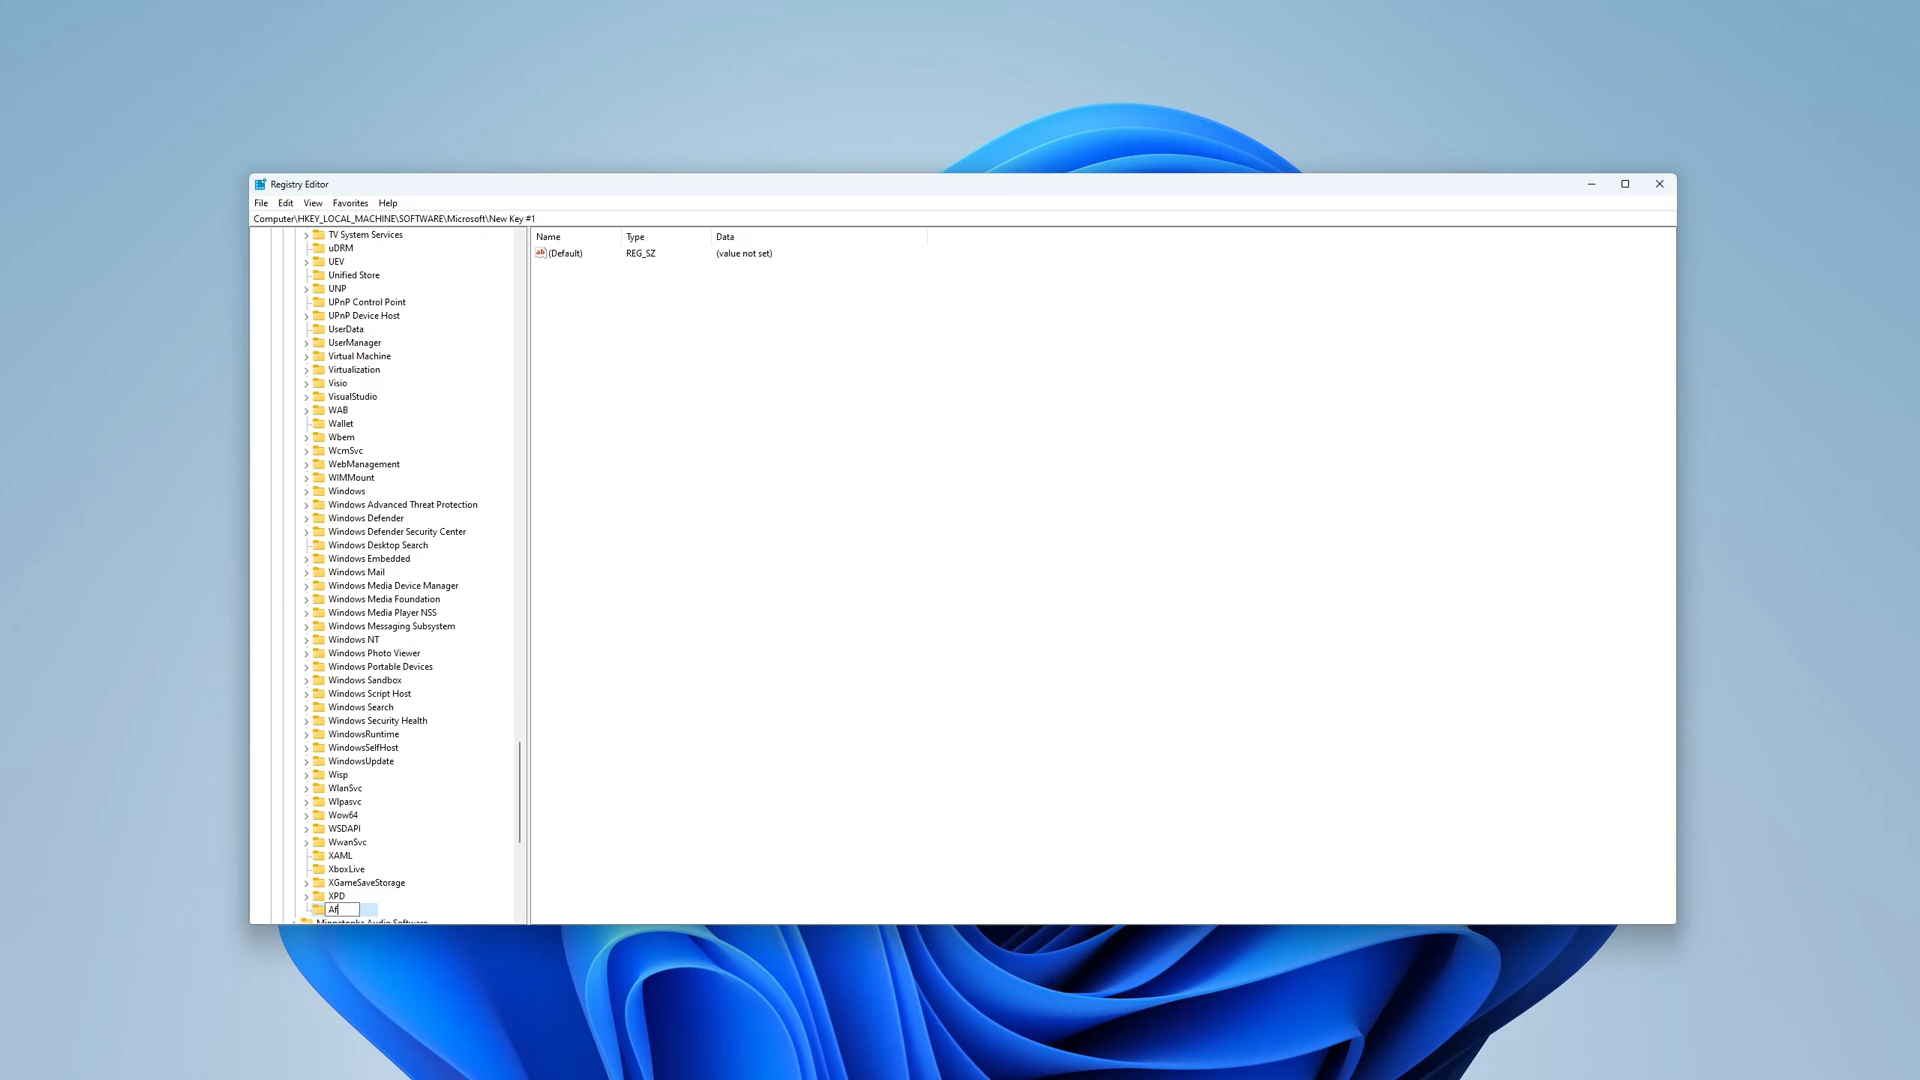 Registry Editor
File Edit View Favorites Help
Computer\HKEY_LOCAL_MACHINE\SOFTWARE\Microsoft\New Key #1
Name Type Data
(Default) REG_SZ (value not set)
TV System Services
uDRM
UEV
Unified Store
UNP
UPnP Control Point
UPnP Device Host
UserData
UserManager
Virtual Machine
Virtualization
Visio
VisualStudio
WAB
Wallet
Wbem
WcmSvc
WebManagement
WIMMount
Windows
Windows Advanced Threat Protection
Windows Defender
Windows Defender Security Center
Windows Desktop Search
Windows Embedded
Windows Mail
Windows Media Device Manager
Windows Media Foundation
Windows Media Player NSS
Windows Messaging Subsystem
Windows NT
Windows Photo Viewer
Windows Portable Devices
Windows Sandbox
Windows Script Host
Windows Search
Windows Security Health
WindowsRuntime
WindowsSelfHost
WindowsUpdate
Wisp
WlanSvc
Wlpasvc
Wow64
WSDAPI
WwanSvc
XAML
XboxLive
XGameSaveStorage
XPD
Af
Minnetonka Audio Software